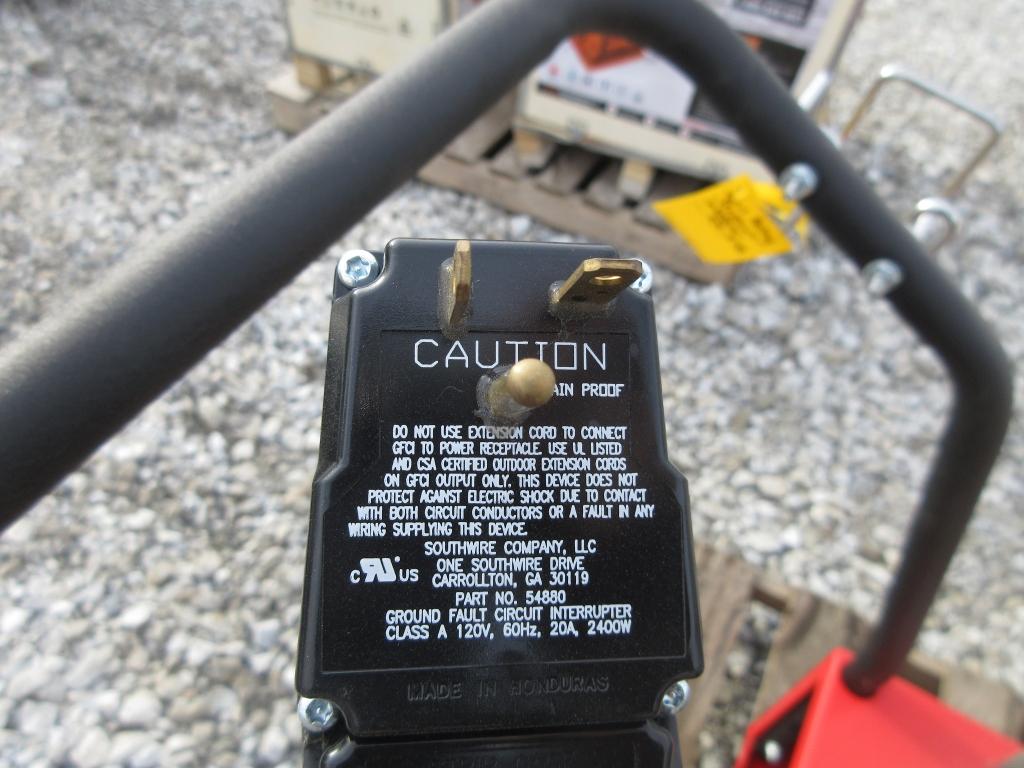 CAUTION
PROOF
DO NOT USE EXTENSION CORD TO CONNECT
GFCI TO POWER RECEPTACLE. USE UL LISTED
AND CSA CERTIFIED OUTDOOR EXTENSION CORDS
ON GFCI OUTPUT ONLY. THIS DEVICE DOES NOT
PROTECT AGAINST ELECTRIC SHOCK DUE TO CONTACT
WITH BOTH CIRCUIT CONDUCTORS OR A FAULT IN ANY
WIRING SUPPLYING THIS DEVICE.
SOUTHWIRE COMPANY, LLC
ONE SOUTHWIRE DRIVE
CARROLLTON, GA 30119
c RU US
PART NO. 54880
GROUND FAULT CIRCUIT INTERRUPTER
CLASS A 120V, 60Hz, 20A, 2400W
MADE IN HONDURAS